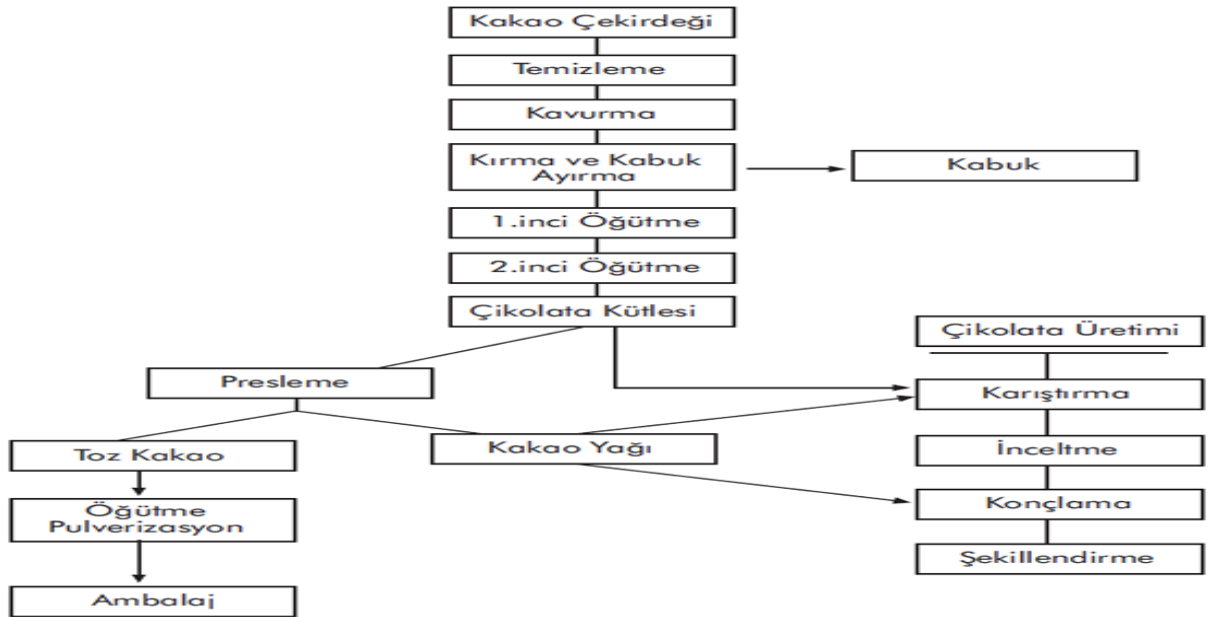 Kakao Çekirdeği
Temizleme
Kavurma
Kırma ve Kabuk
Ayırma
Kabuk
1.inci Öğütme
2.inci Öğütme
Çikolata Kütlesi
Çikolata Üretimi
Presleme
Karıştırma
Toz Kakao
Kakao Yağı
İnceltme
Öğütme
Pulverizasyon
Konçlama
Şekillendirme
Ambalaj